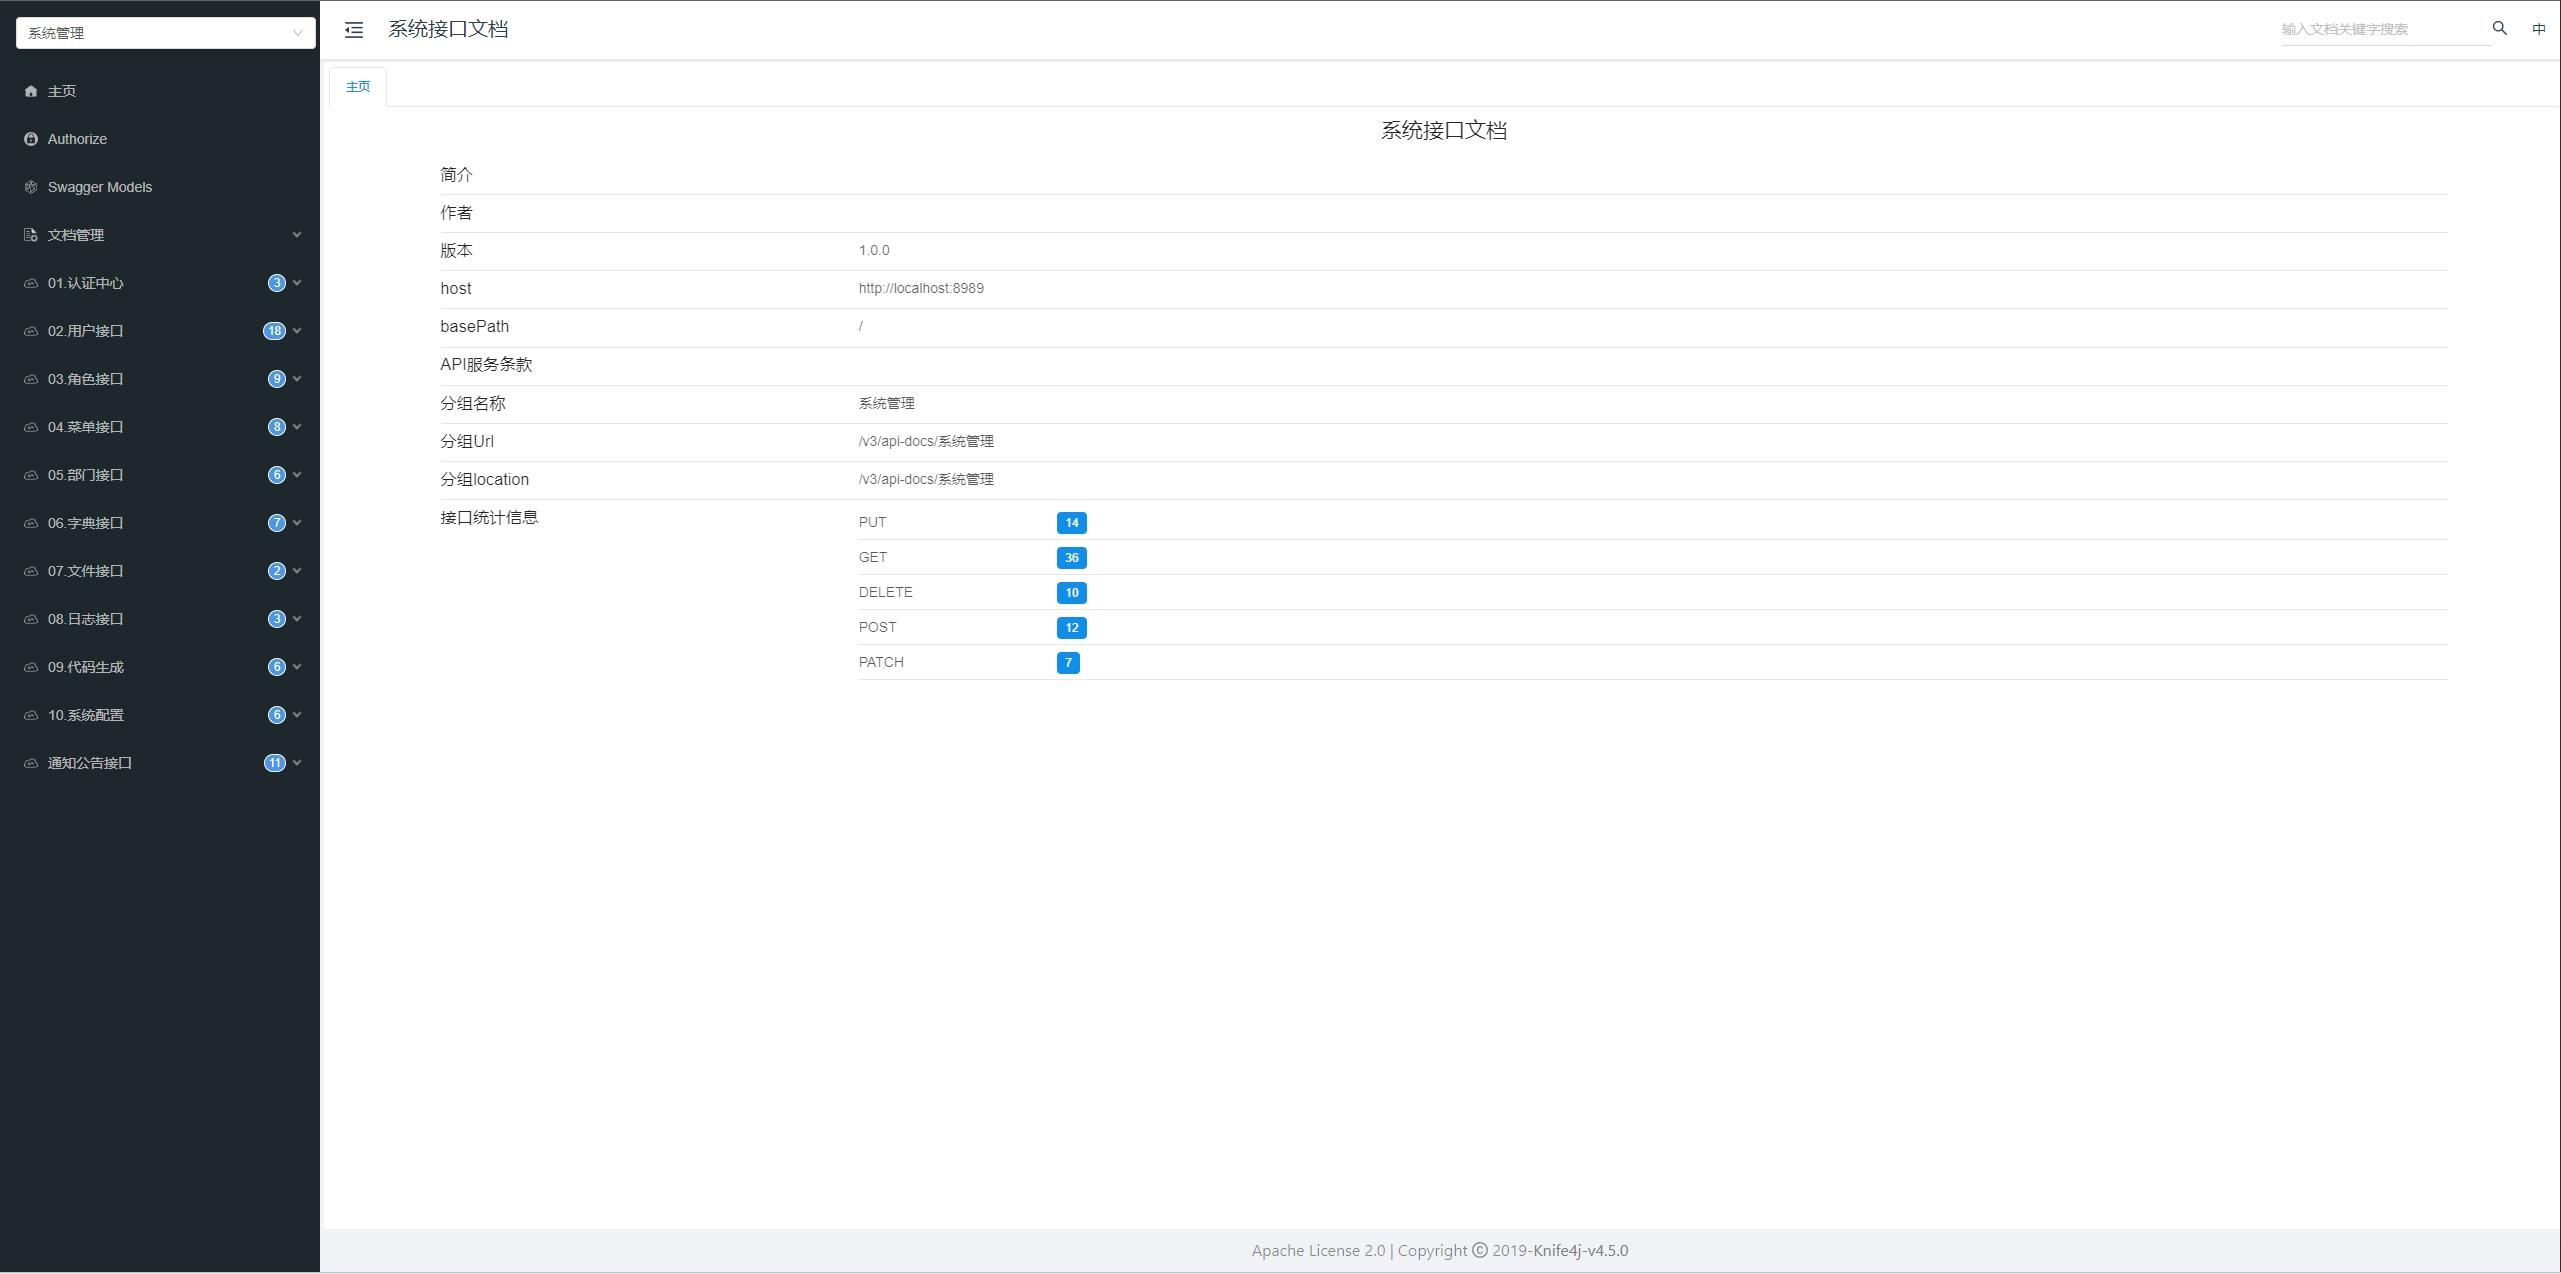 系统管理
主页
Authorize
Swagger Models
文档管理
01.认证中心 3
02.用户接口 18
03.角色接口 9
04.菜单接口 8
05.部门接口 6
06.字典接口 7
07.文件接口 2
08.日志接口 3
09.代码生成 6
10.系统配置 6
通知公告接口 11
系统接口文档
输入文档关键字搜索
中
主页
系统接口文档
简介
作者
版本 1.0.0
host http://localhost:8989
basePath /
API服务条款
分组名称 系统管理
分组Url /v3/api-docs/系统管理
分组location /v3/api-docs/系统管理
接口统计信息
PUT 14
GET 36
DELETE 10
POST 12
PATCH 7
Apache License 2.0 | Copyright © 2019-Knife4j-v4.5.0